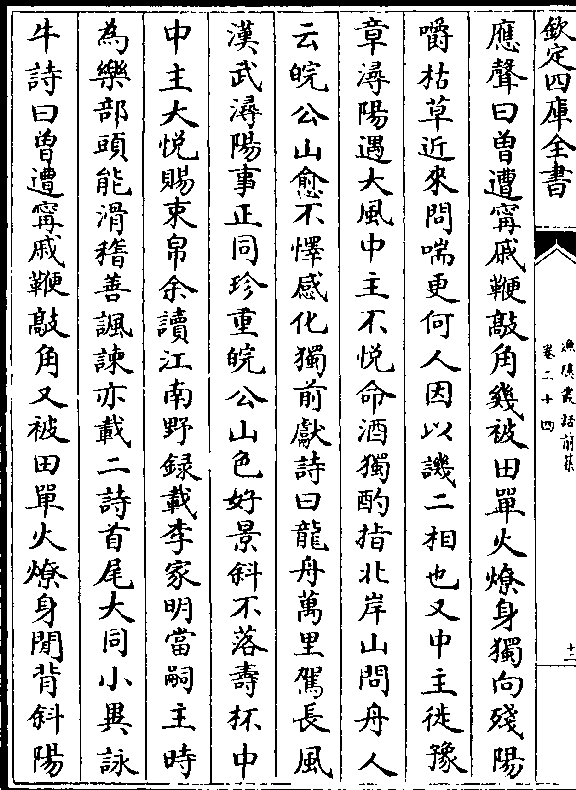 欽定四庫全書
漁隱叢話前集
卷二十四
十二
應聲曰曽遭甯戚鞭敲角幾被田單火燎身獨向殘陽
嚼枯草近來問喘更何人因以譏二相也又中主徙豫
章潯陽遇大風中主不悦命酒獨酌指北岸山問舟人
云皖公山愈不懌感化獨前獻詩曰龍舟萬里駕長風
漢武潯陽事正同珍重皖公山色好景斜不落壽杯中
中主大悦賜束帛余讀江南野録載李家明當嗣主時
為樂部頭能滑稽善諷諫亦載二詩首尾大同小異詠
牛詩曰曽遭甯戚鞭敲角又被田單火燎身閒背斜陽